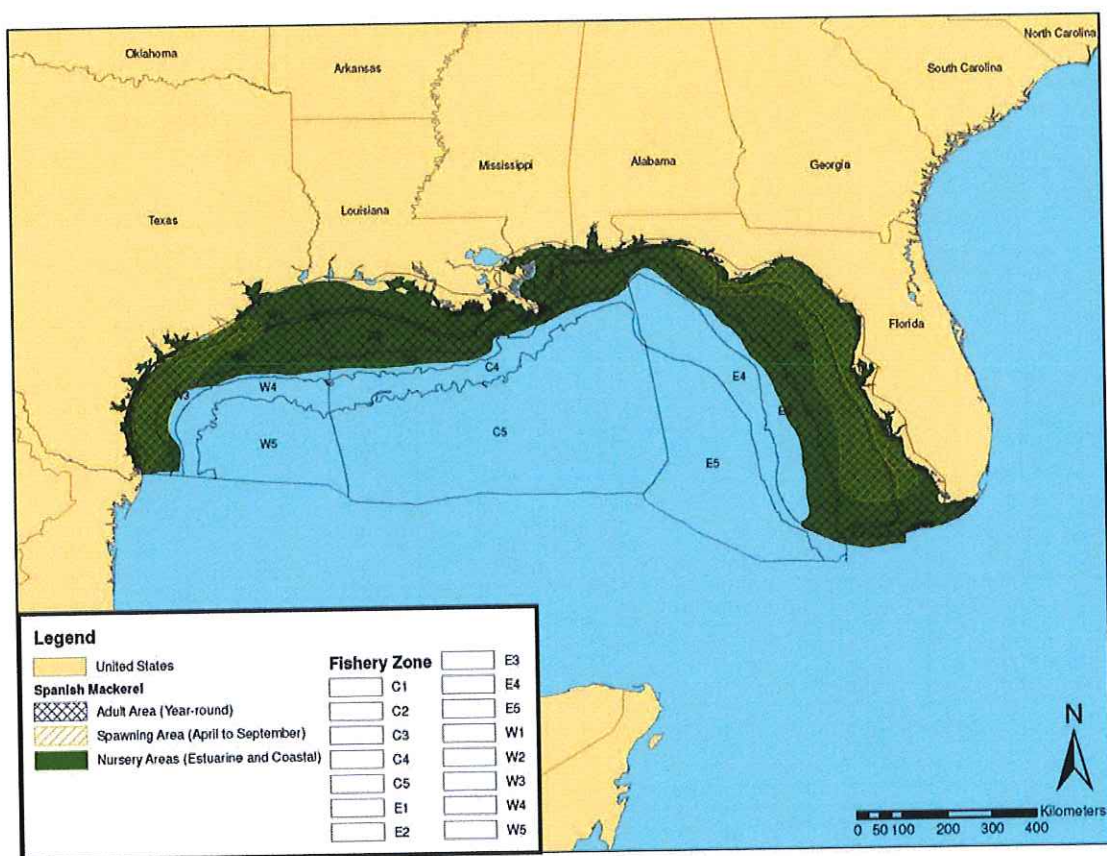 North Carolina
Oklahoma
Arkansas
South Carolina
Mississippi
Alabama
Georgia
Texas
Louisiana
Florida
C4
W4
E4
W5
C5
E5
Legend
United States
Spanish Mackerel
Adult Area (Year-round)
Spawning Area (April to September)
Nursery Areas (Estuarine and Coastal)
Fishery Zone
C1
C2
C3
C4
C5
E1
E2
E3
E4
E5
W1
W2
W3
W4
W5
N
Kilometers
0 50 100 200 300 400